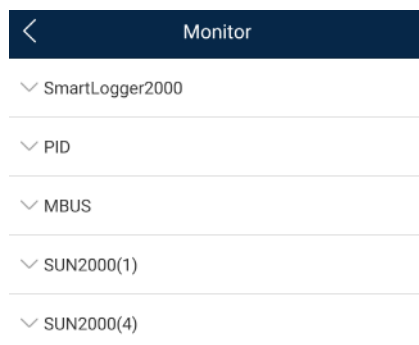 Monitor
SmartLogger2000
PID
MBUS
SUN2000(1)
SUN2000(4)